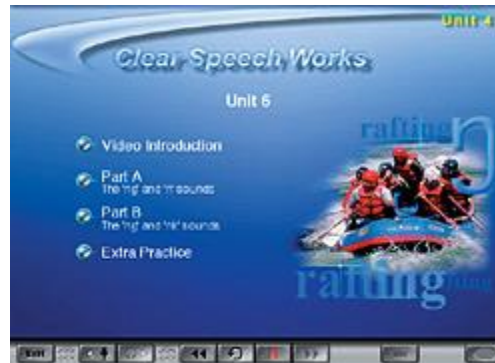 Unit 4
Clear Speech Works
Unit 6
Video Introduction
Part A
The 'ng' and 'n' sounds
Part B
The 'ng' and 'nk' sounds
Extra Practice
rafting
rafting
EXIT